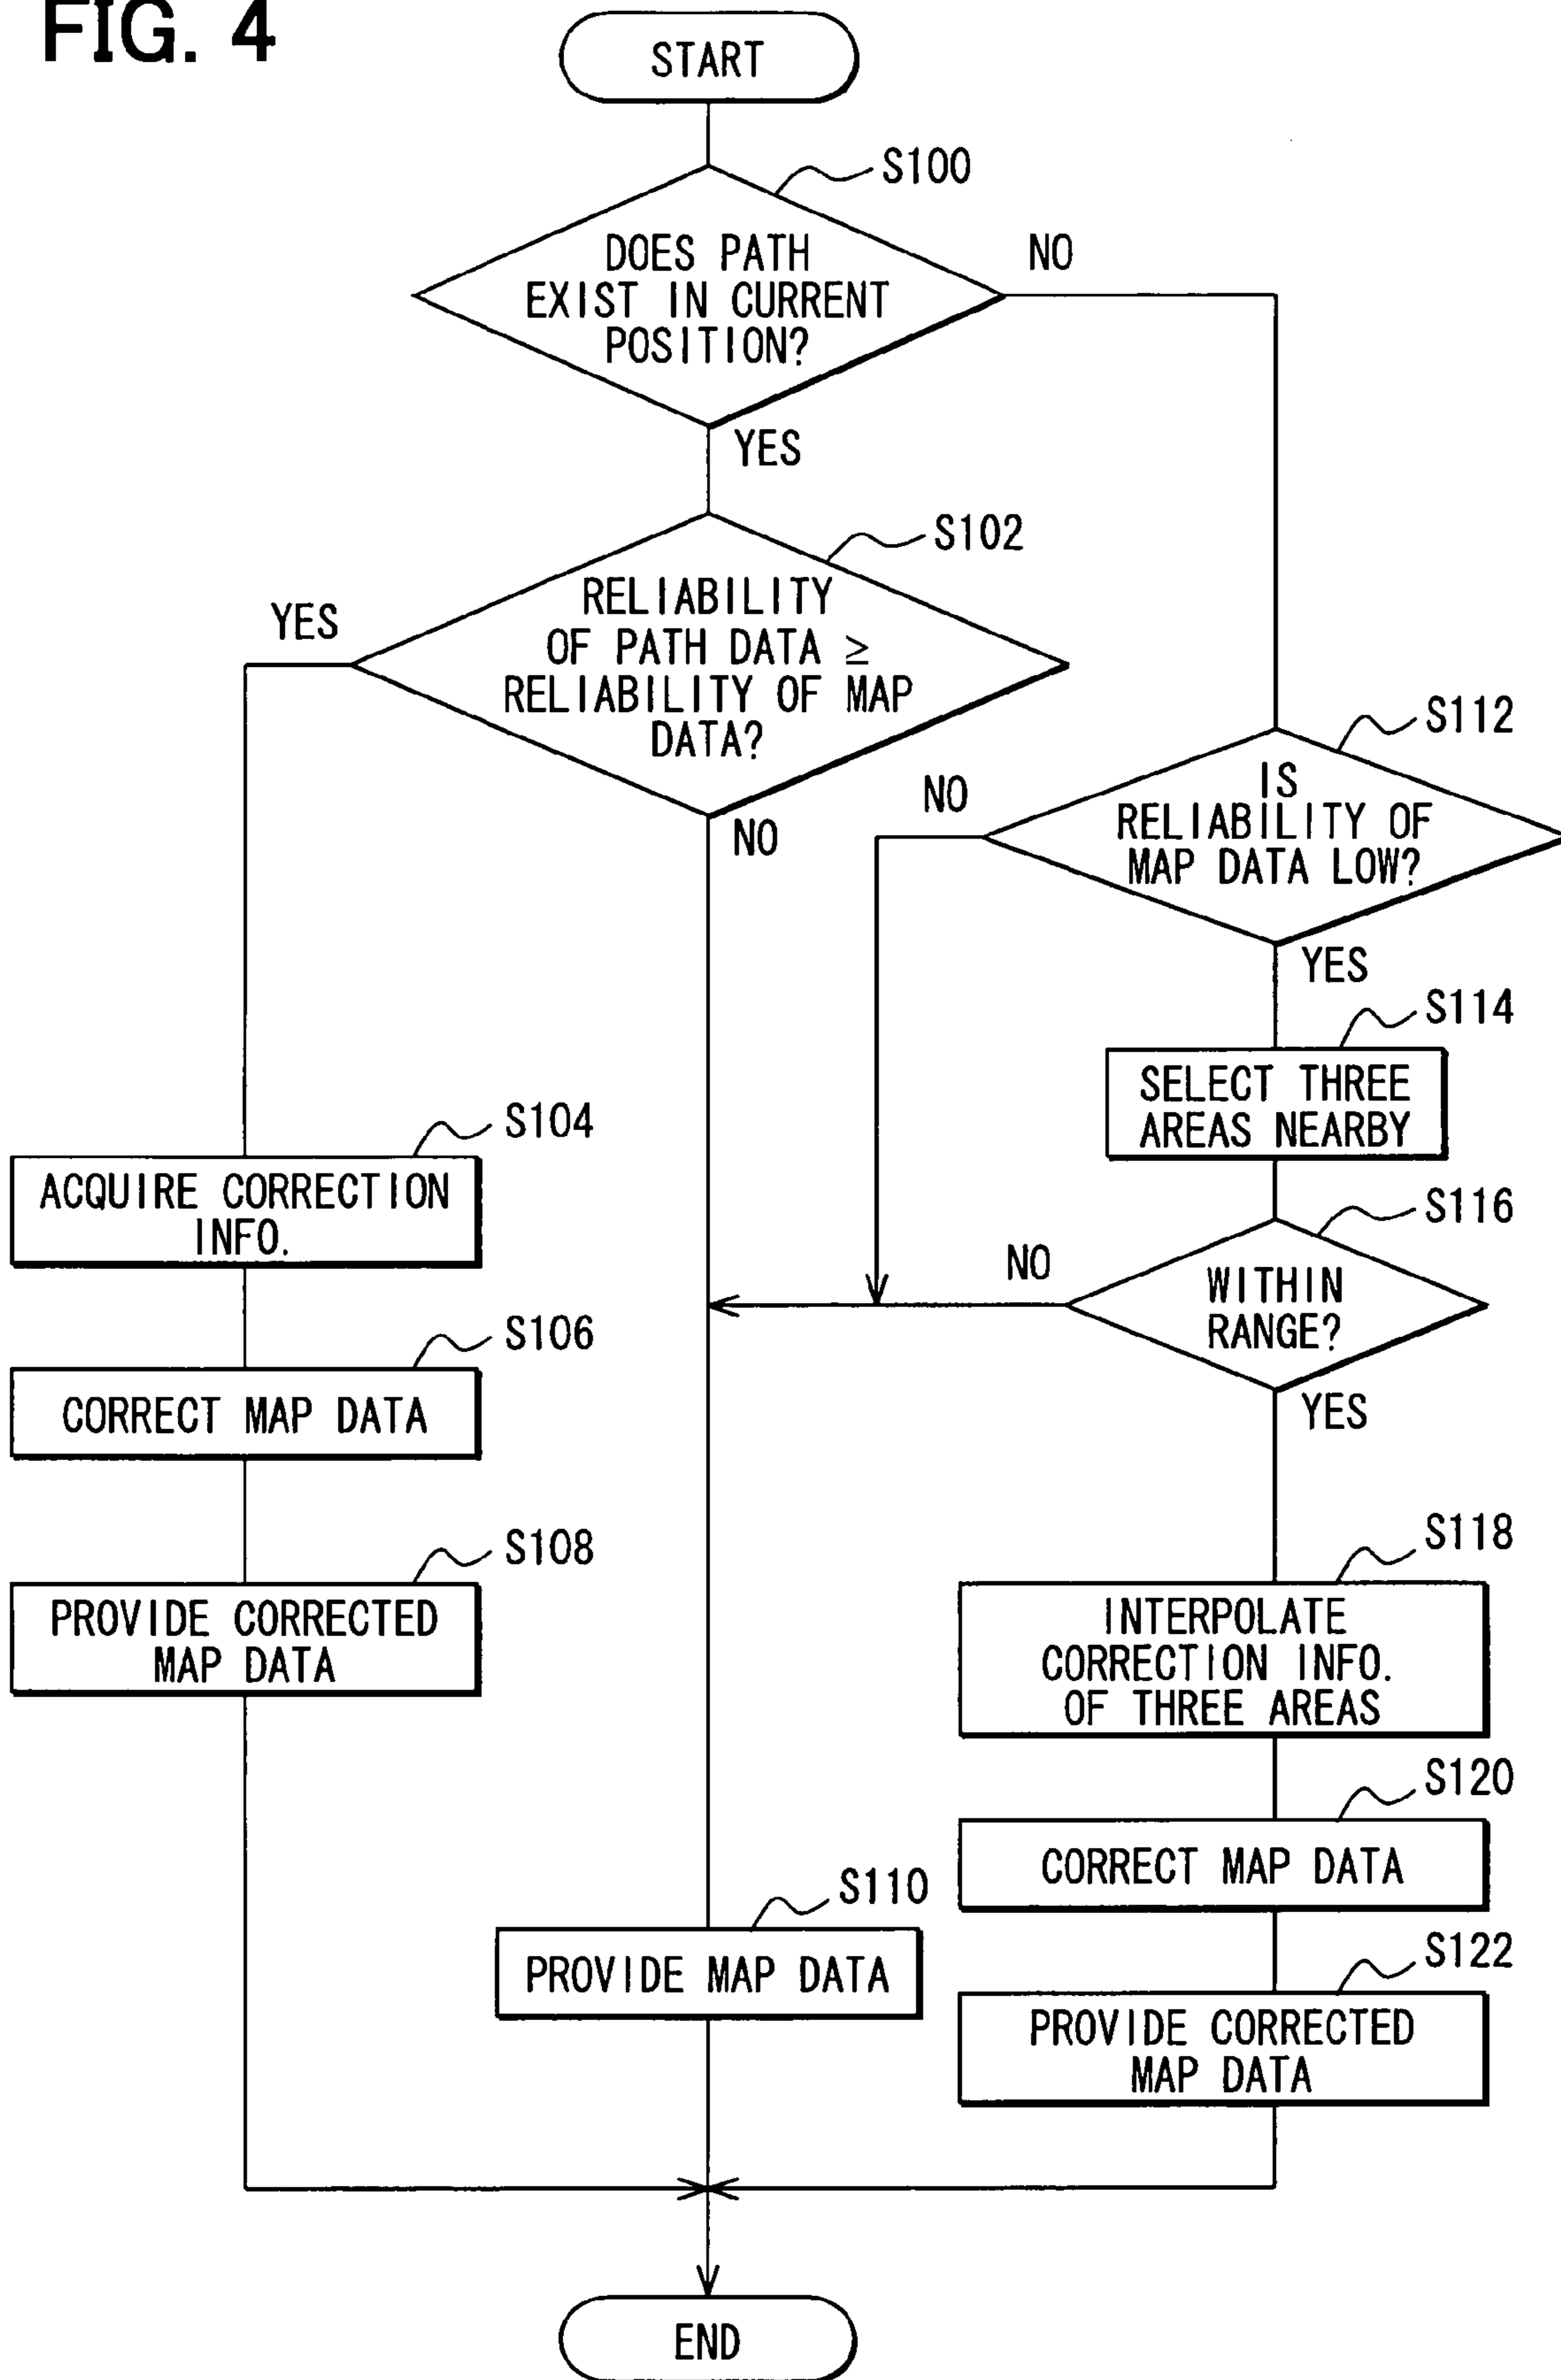 FIG. 4
START
S100
DOES PATH
EXIST IN CURRENT
POSITION?
NO
YES
S102
RELIABILITY
OF PATH DATA ≥
RELIABILITY OF MAP
DATA?
YES
NO
S112
IS
RELIABILITY OF
MAP DATA LOW?
NO
YES
S114
SELECT THREE
AREAS NEARBY
S104
ACQUIRE CORRECTION
INFO.
S116
WITHIN
RANGE?
NO
YES
S106
CORRECT MAP DATA
S108
PROVIDE CORRECTED
MAP DATA
S118
INTERPOLATE
CORRECTION INFO.
OF THREE AREAS
S120
CORRECT MAP DATA
S110
PROVIDE MAP DATA
S122
PROVIDE CORRECTED
MAP DATA
END